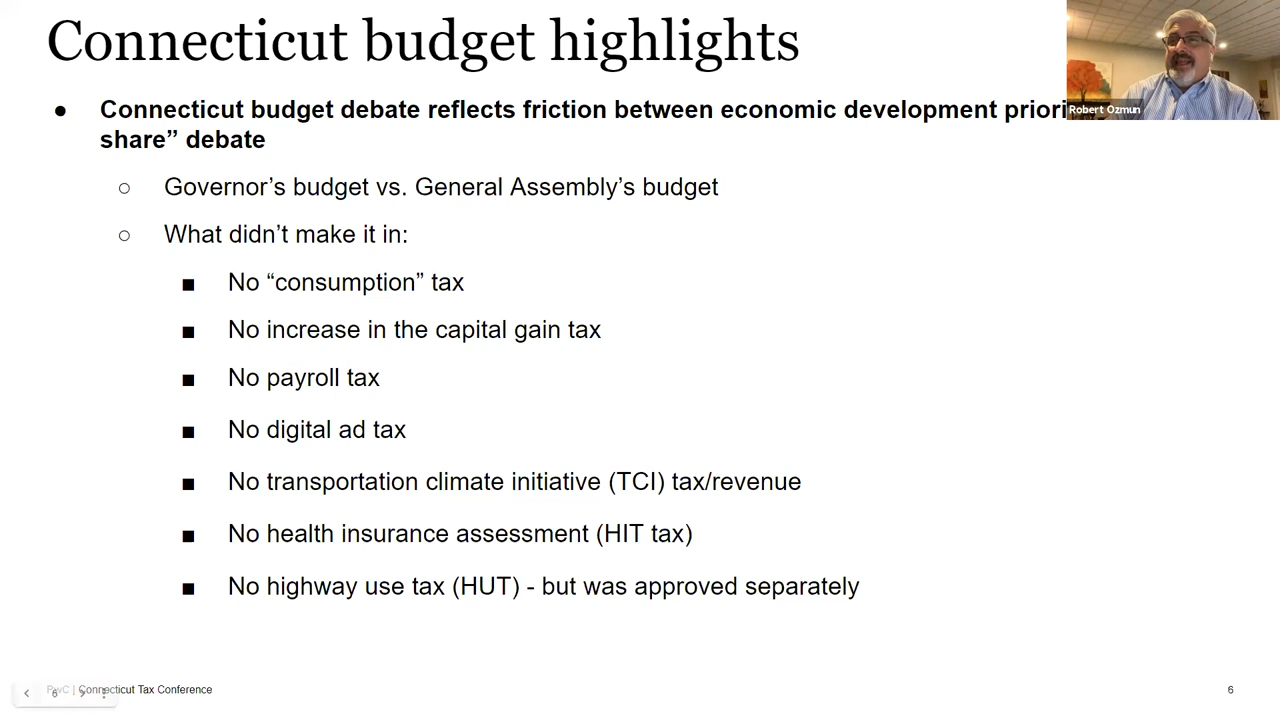 Connecticut budget highlights
● Connecticut budget debate reflects friction between economic development
share” debate
○ Governor’s budget vs. General Assembly’s budget
○ What didn’t make it in:
■ No “consumption” tax
■ No increase in the capital gain tax
■ No payroll tax
■ No digital ad tax
■ No transportation climate initiative (TCI) tax/revenue
■ No health insurance assessment (HIT tax)
■ No highway use tax (HUT) - but was approved separately
Robert Ozmun
PwC | Connecticut Tax Conference
6
6